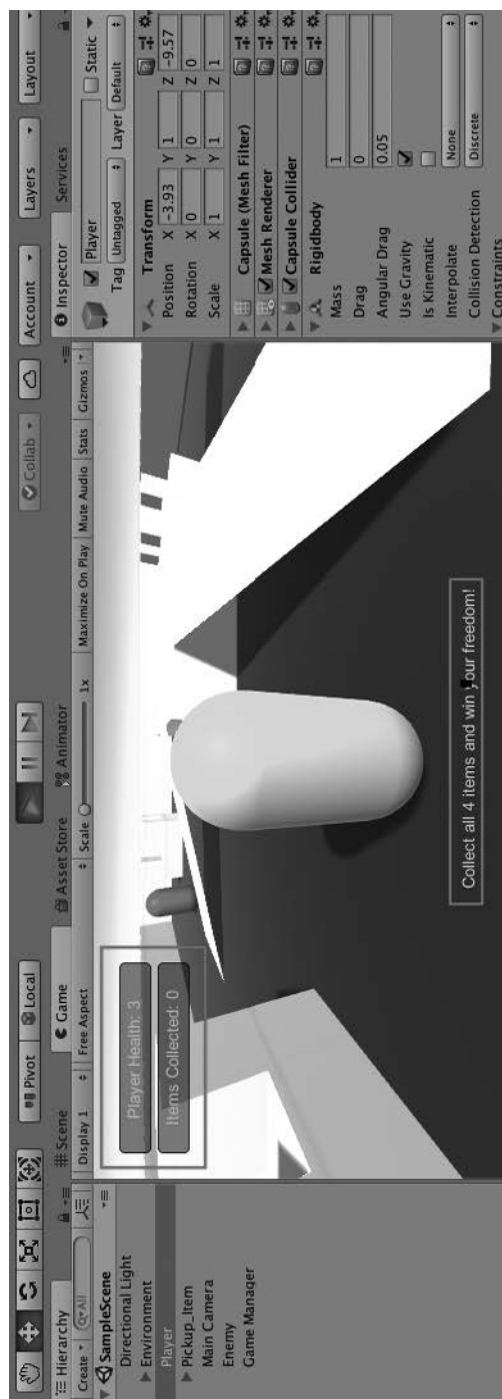 Pivot Local
Collab Account Layers Layout
Hierarchy
Create All
SampleScene
Directional Light
Environment
Player
Pickup_Item
Main Camera
Enemy
Game Manager
Scene Game Asset Store Animator
Display 1 Free Aspect Scale 1x Maximize On Play Mute Audio Stats Gizmos
Player Health: 3
Items Collected: 0
Collect all 4 items and win your freedom!
Inspector Services
Player Static
Tag Untagged Layer Default
Transform
Position X -3.93 Y 1 Z -9.57
Rotation X 0 Y 0 Z 0
Scale X 1 Y 1 Z 1
Capsule (Mesh Filter)
Mesh Renderer
Capsule Collider
Rigidbody
Mass 1
Drag 0
Angular Drag 0.05
Use Gravity
Is Kinematic
Interpolate None
Collision Detection Discrete
Constraints